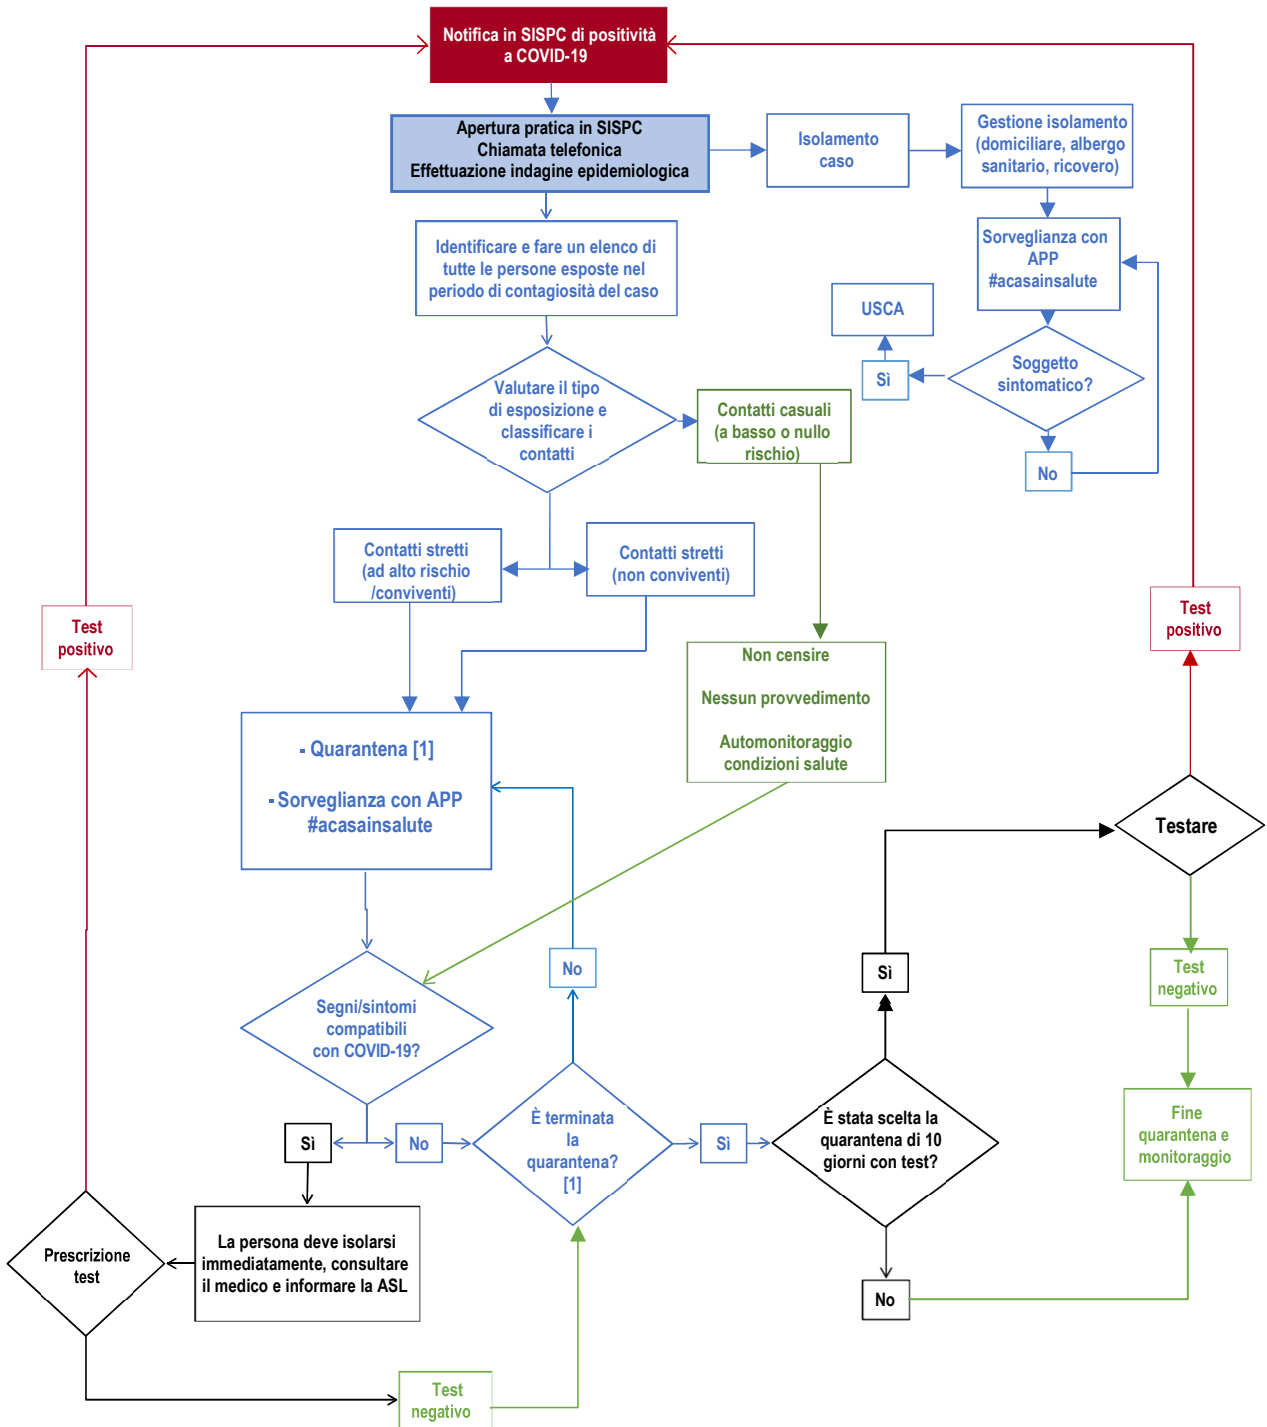 Notifica in SISPC di positività
a COVID-19
Apertura pratica in SISPC
Chiamata telefonica
Effettuazione indagine epidemiologica
Isolamento
caso
Gestione isolamento
(domiciliare, albergo
sanitario, ricovero)
Identificare e fare un elenco di
tutte le persone esposte nel
periodo di contagiosità del caso
Sorveglianza con
APP
#acasainsalute
USCA
Soggetto
sintomatico?
Sì
No
Valutare il tipo
di esposizione e
classificare i
contatti
Contatti casuali
(a basso o nullo
rischio)
Contatti stretti
(ad alto rischio
/conviventi)
Contatti stretti
(non conviventi)
Test
positivo
Test
positivo
Non censire
Nessun provvedimento
Automonitoraggio
condizioni salute
- Quarantena [1]
- Sorveglianza con APP
#acasainsalute
Testare
No
Sì
Test
negativo
Segni/sintomi
compatibili
con COVID-19?
Sì
No
È terminata
la
quarantena?
[1]
Sì
È stata scelta la
quarantena di 10
giorni con test?
Fine
quarantena e
monitoraggio
Prescrizione
test
La persona deve isolarsi
immediatamente, consultare
il medico e informare la ASL
No
Test
negativo